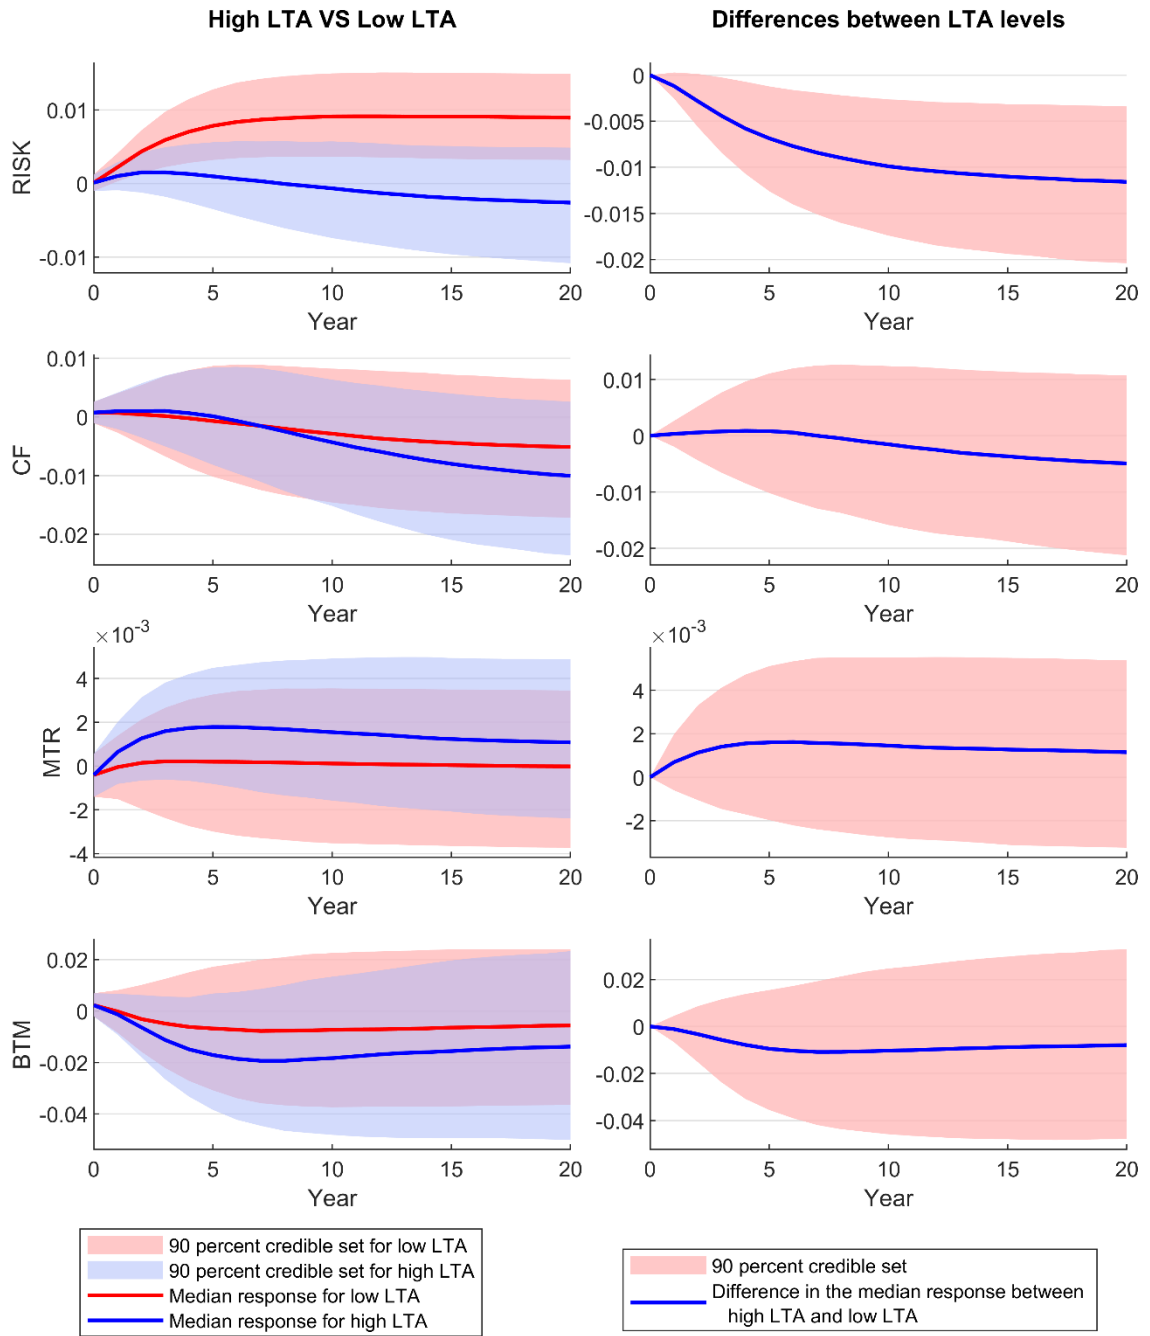 High LTA VS Low LTA
Differences between LTA levels
RISK
0.01
0
-0.01
0 5 10 15 20
Year
0
-0.005
-0.01
-0.015
-0.02
0 5 10 15 20
Year
CF
0.01
0
-0.01
-0.02
0 5 10 15 20
Year
0.01
0
-0.01
-0.02
0 5 10 15 20
Year
×10-3
MTR
4
2
0
-2
-4
0 5 10 15 20
Year
×10-3
4
2
0
-2
0 5 10 15 20
Year
BTM
0.02
0
-0.02
-0.04
0 5 10 15 20
Year
0.02
0
-0.02
-0.04
0 5 10 15 20
Year
90 percent credible set for low LTA
90 percent credible set for high LTA
Median response for low LTA
Median response for high LTA
90 percent credible set
Difference in the median response between
high LTA and low LTA